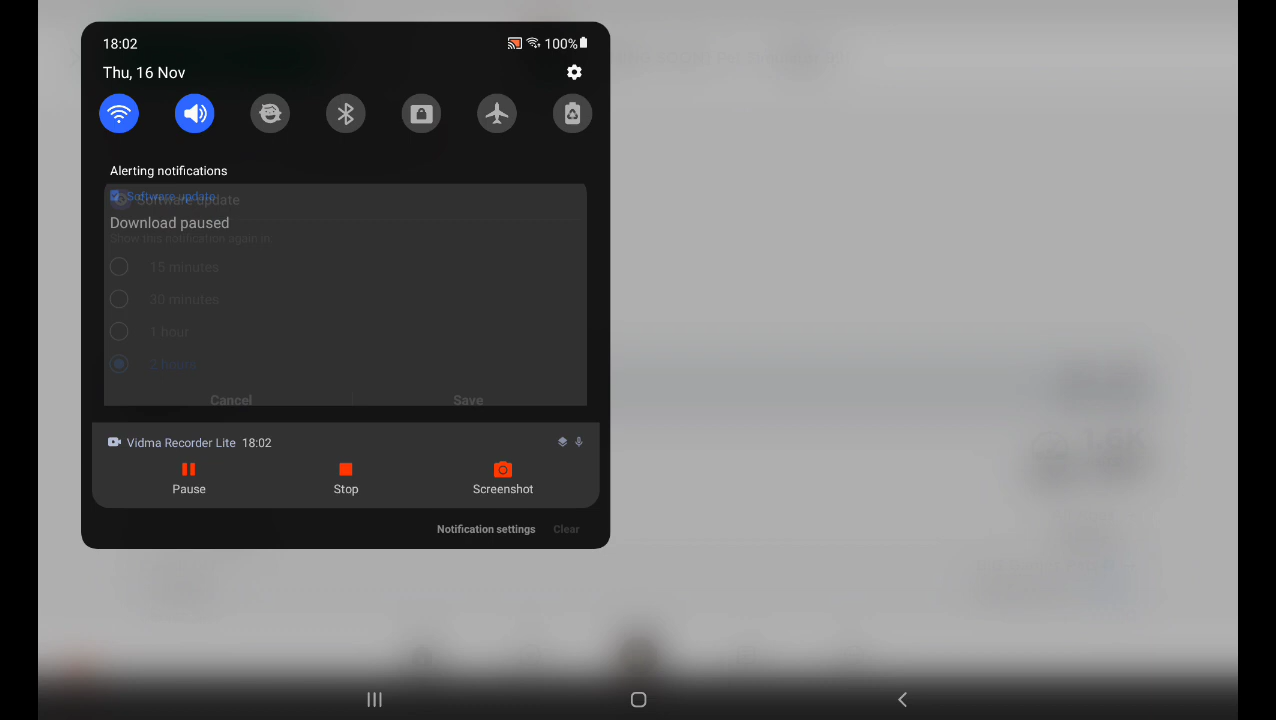 18:02
100%
Thu, 16 Nov
Alerting notifications
Software update
Software update
Download paused
Show this notification again in:
15 minutes
30 minutes
1 hour
2 hours
Cancel
Save
Vidma Recorder Lite 18:02
Pause
Stop
Screenshot
Notification settings
Clear